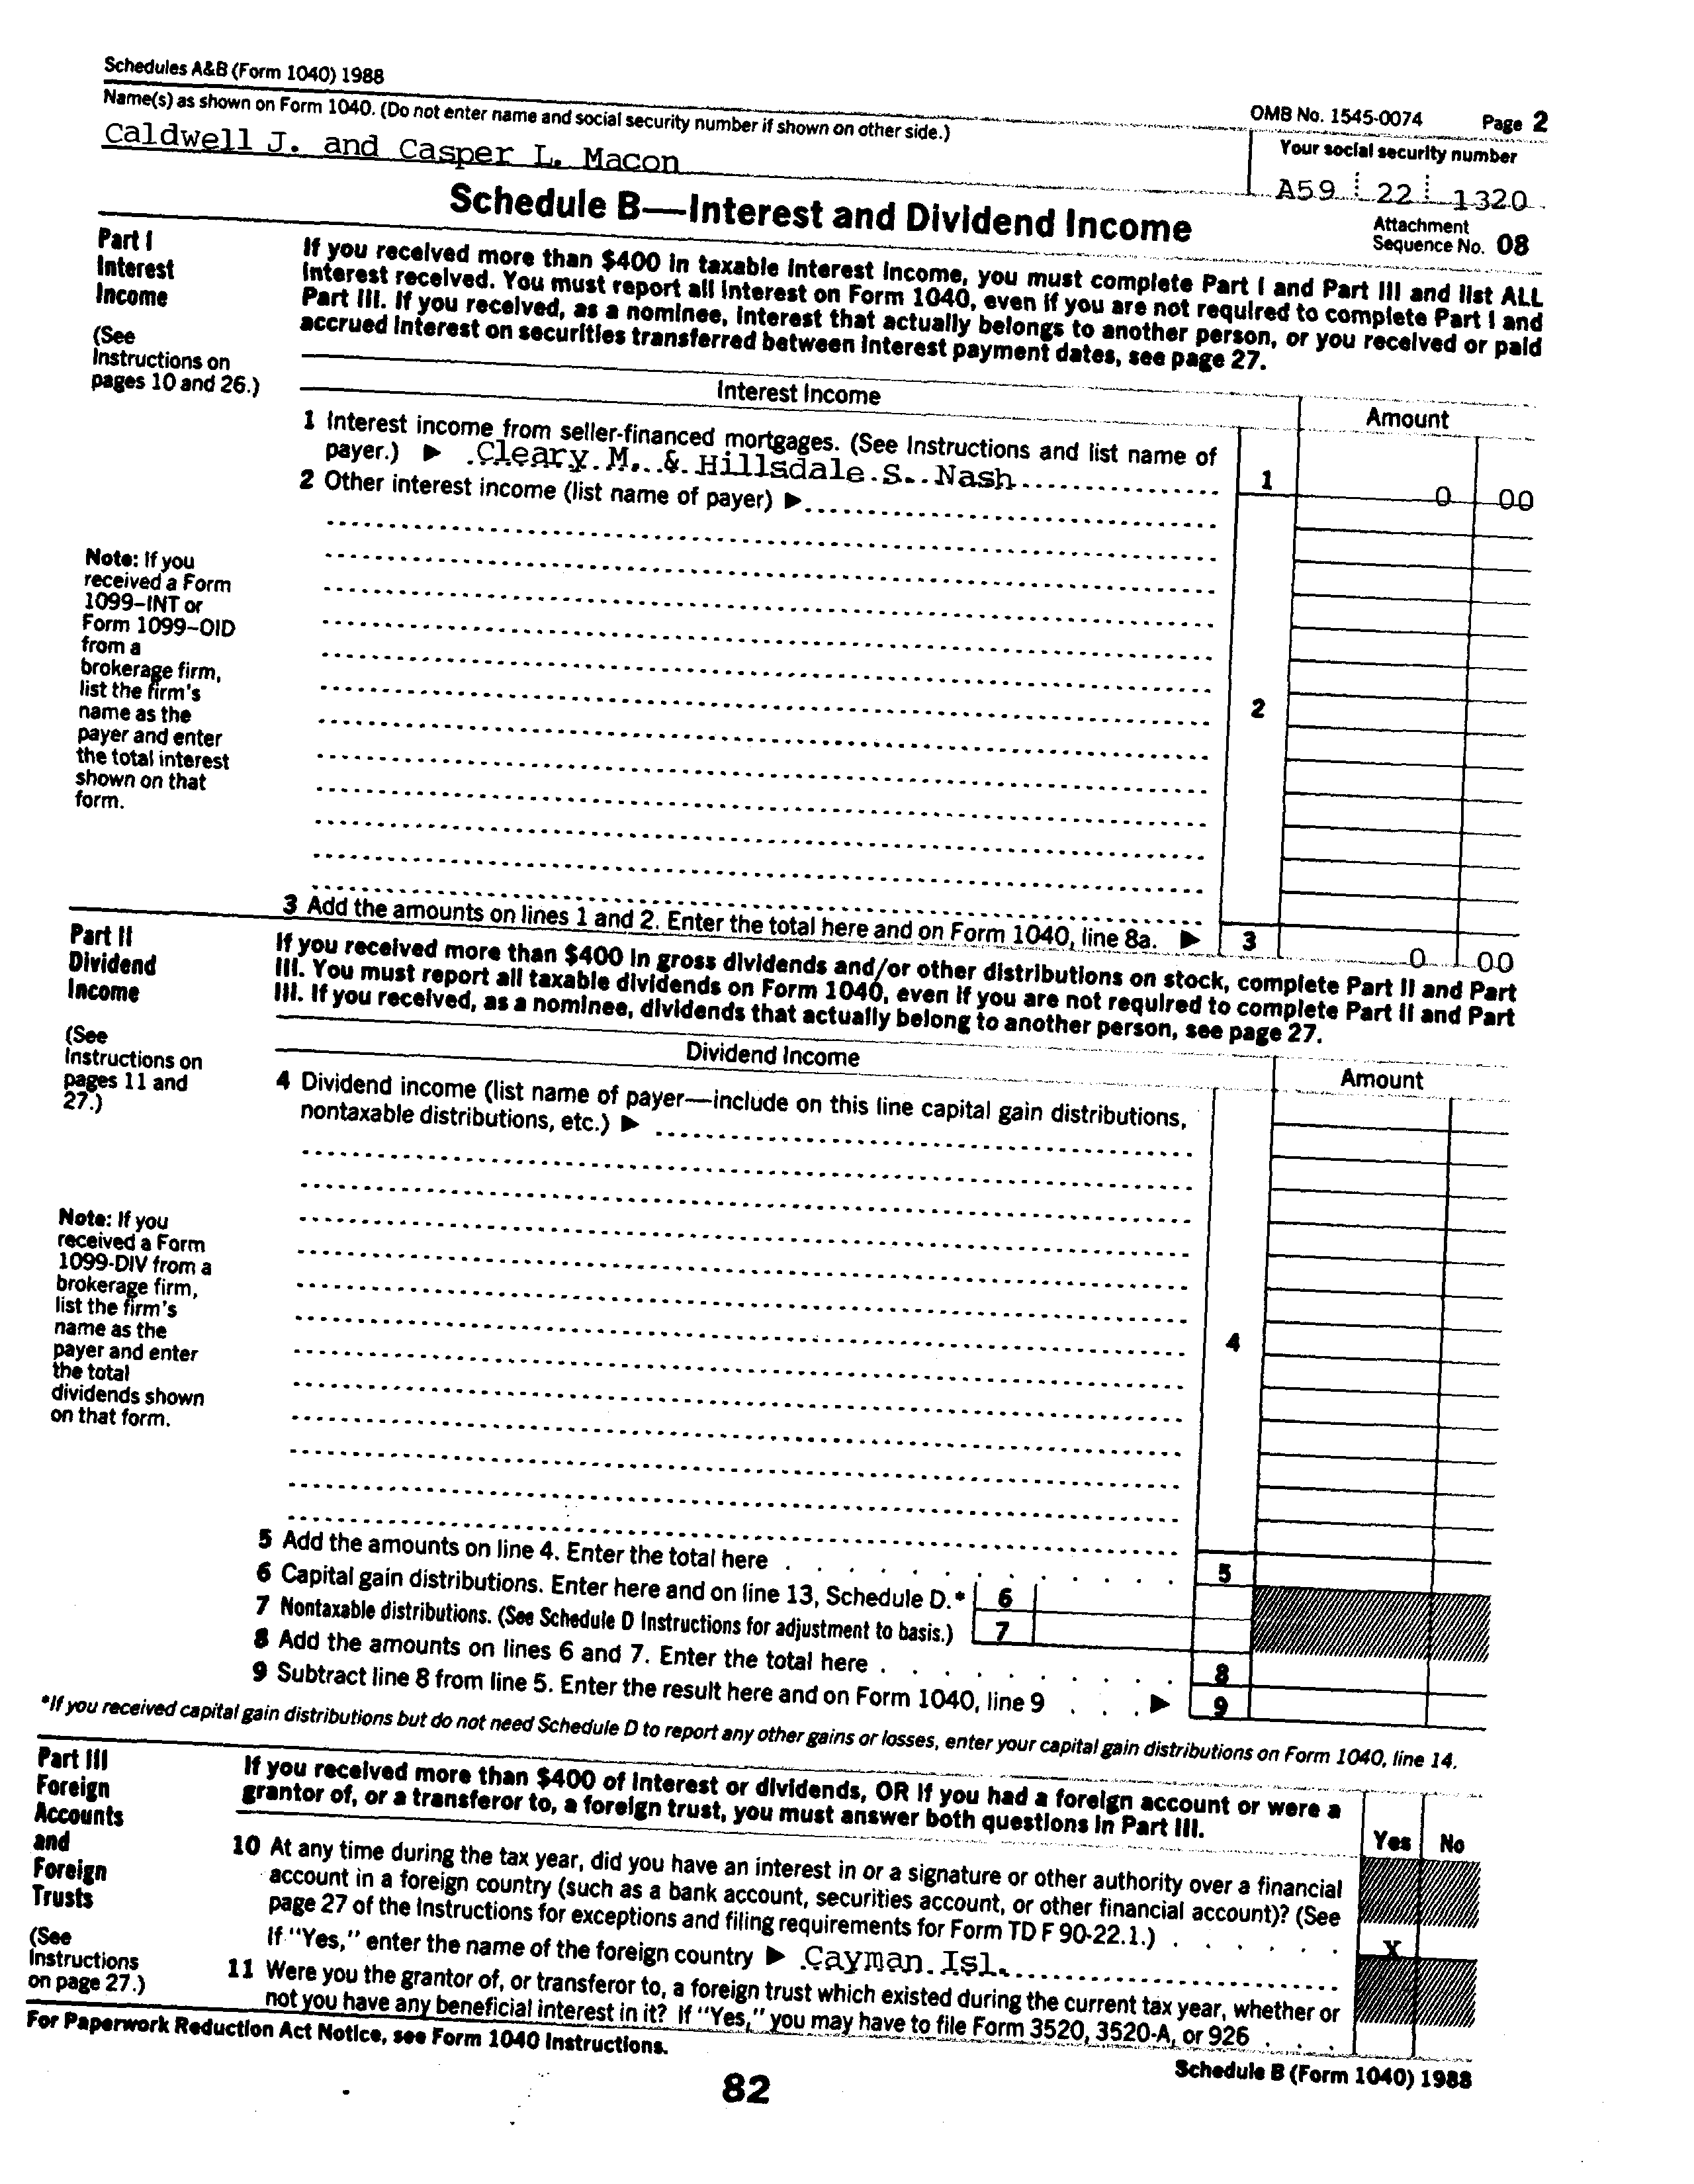 Schedules A&B (Form 1040) 1988
OMB No. 1545-0074 Page 2
Name(s) as shown on Form 1040. (Do not enter name and social security number if shown on other side.)
Your social security number
Caldwell J. and Casper L. Macon
A59 22 1320
Schedule B—Interest and Dividend Income
Attachment
Sequence No. 08
Part I
Interest
Income
(See
Instructions on
pages 10 and 26.)
If you received more than $400 in taxable interest income, you must complete Part I and Part III and list ALL
interest received. You must report all interest on Form 1040, even if you are not required to complete Part I and
Part III. If you received, as a nominee, interest that actually belongs to another person, or you received or paid
accrued interest on securities transferred between interest payment dates, see page 27.
Interest Income
Amount
1 Interest income from seller-financed mortgages. (See Instructions and list name of
payer.) ▶ Cleary M. & Hillsdale S. Nash
1 0 00
2 Other interest income (list name of payer) ▶
Note: If you
received a Form
1099–INT or
Form 1099–OID
from a
brokerage firm,
list the firm's
name as the
payer and enter
the total interest
shown on that
form.
2
3 Add the amounts on lines 1 and 2. Enter the total here and on Form 1040, line 8a. ▶ 3 0 00
Part II
Dividend
Income
(See
Instructions on
pages 11 and
27.)
If you received more than $400 in gross dividends and/or other distributions on stock, complete Part II and Part
III. You must report all taxable dividends on Form 1040, even if you are not required to complete Part II and Part
III. If you received, as a nominee, dividends that actually belong to another person, see page 27.
Dividend Income
Amount
4 Dividend income (list name of payer—include on this line capital gain distributions,
nontaxable distributions, etc.) ▶
Note: If you
received a Form
1099-DIV from a
brokerage firm,
list the firm's
name as the
payer and enter
the total
dividends shown
on that form.
4
5 Add the amounts on line 4. Enter the total here 5
6 Capital gain distributions. Enter here and on line 13, Schedule D.* 6
7 Nontaxable distributions. (See Schedule D Instructions for adjustment to basis.) 7
8 Add the amounts on lines 6 and 7. Enter the total here 8
9 Subtract line 8 from line 5. Enter the result here and on Form 1040, line 9 ▶ 9
*If you received capital gain distributions but do not need Schedule D to report any other gains or losses, enter your capital gain distributions on Form 1040, line 14.
Part III
Foreign
Accounts
and
Foreign
Trusts
(See
Instructions
on page 27.)
If you received more than $400 of interest or dividends, OR if you had a foreign account or were a
grantor of, or a transferor to, a foreign trust, you must answer both questions in Part III.
Yes No
10 At any time during the tax year, did you have an interest in or a signature or other authority over a financial
account in a foreign country (such as a bank account, securities account, or other financial account)? (See
page 27 of the Instructions for exceptions and filing requirements for Form TD F 90-22.1.) X
If "Yes," enter the name of the foreign country ▶ Cayman Isl.
11 Were you the grantor of, or transferor to, a foreign trust which existed during the current tax year, whether or
not you have any beneficial interest in it? If "Yes," you may have to file Form 3520, 3520-A, or 926
For Paperwork Reduction Act Notice, see Form 1040 Instructions.
Schedule B (Form 1040) 1988
82